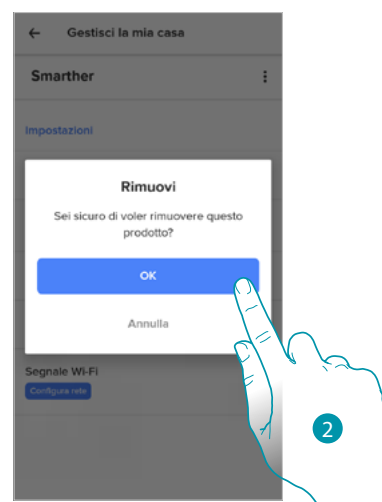 Gestisci la mia casa
Smarther
Impostazioni
Rimuovi
Sei sicuro di voler rimuovere questo
prodotto?
OK
Annulla
Segnale Wi-Fi
Configura rete
2